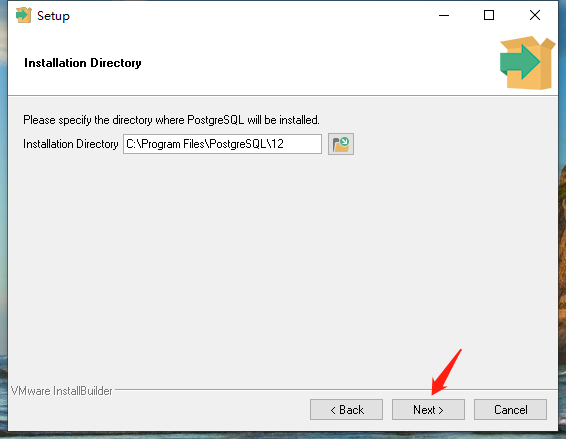 Setup
Installation Directory
Please specify the directory where PostgreSQL will be installed.
Installation Directory C:\Program Files\PostgreSQL\12
VMware InstallBuilder
< Back Next > Cancel